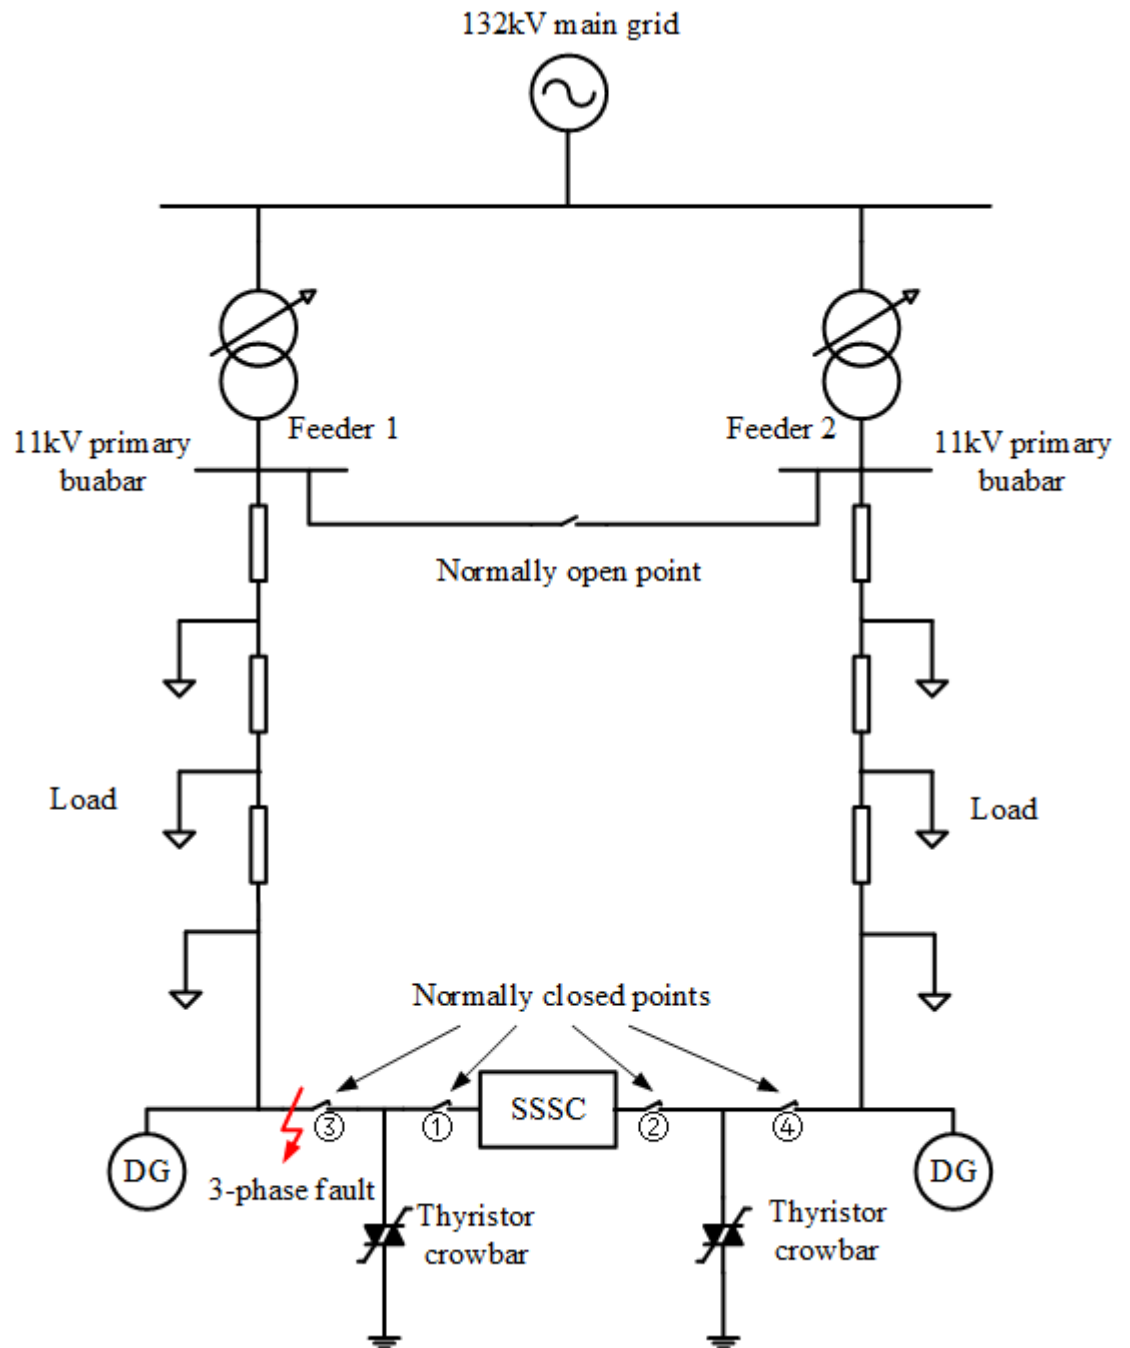 132kV main grid
Feeder 1
Feeder 2
11kV primary
buabar
11kV primary
buabar
Normally open point
Load
Load
Normally closed points
SSSC
③
①
②
④
DG
DG
3-phase fault
Thyristor
crowbar
Thyristor
crowbar